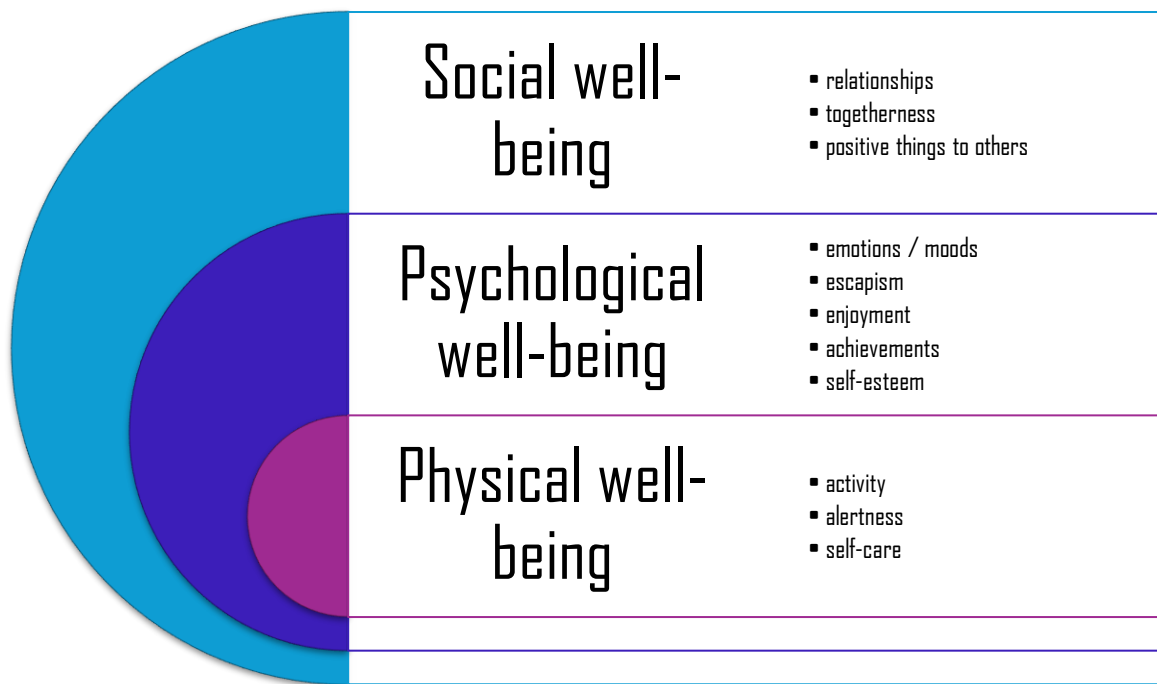 Social well-
being
▪ relationships
▪ togetherness
▪ positive things to others
Psychological
well-being
▪ emotions / moods
▪ escapism
▪ enjoyment
▪ achievements
▪ self-esteem
Physical well-
being
▪ activity
▪ alertness
▪ self-care